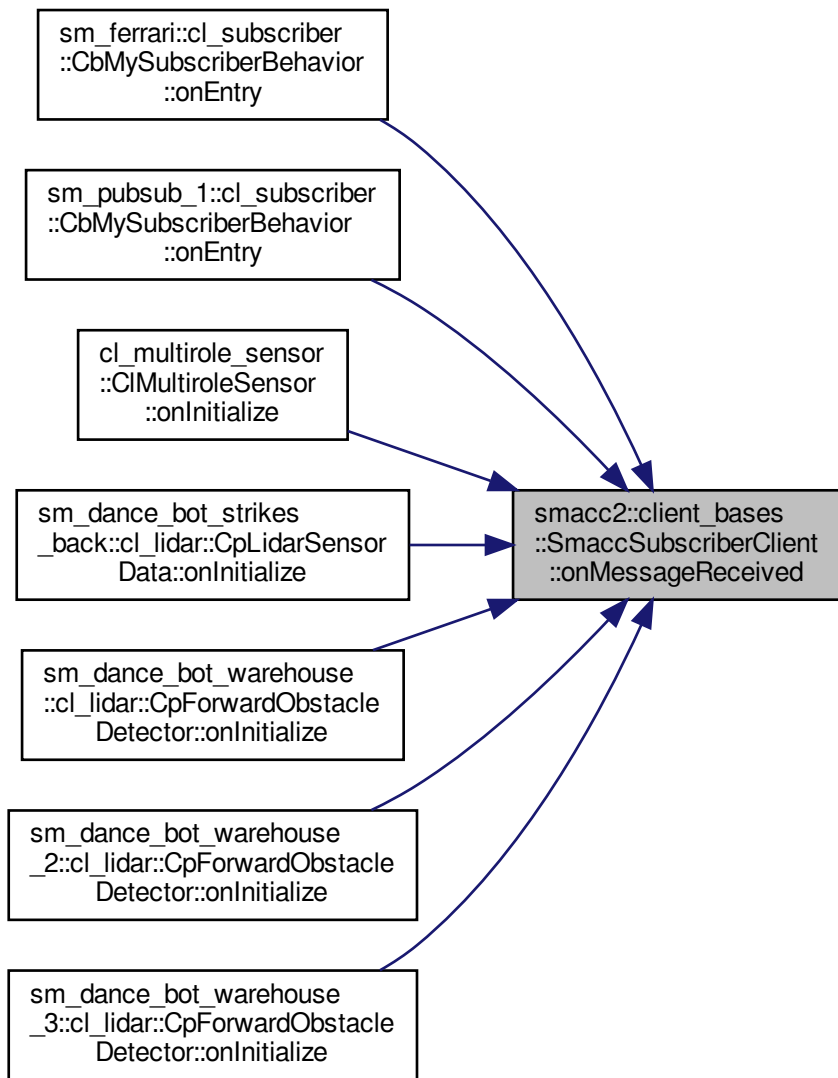 sm_ferrari::cl_subscriber
::CbMySubscriberBehavior
::onEntry
sm_pubsub_1::cl_subscriber
::CbMySubscriberBehavior
::onEntry
cl_multirole_sensor
::ClMultiroleSensor
::onInitialize
sm_dance_bot_strikes
_back::cl_lidar::CpLidarSensor
Data::onInitialize
sm_dance_bot_warehouse
::cl_lidar::CpForwardObstacle
Detector::onInitialize
sm_dance_bot_warehouse
_2::cl_lidar::CpForwardObstacle
Detector::onInitialize
sm_dance_bot_warehouse
_3::cl_lidar::CpForwardObstacle
Detector::onInitialize
smacc2::client_bases
::SmaccSubscriberClient
::onMessageReceived